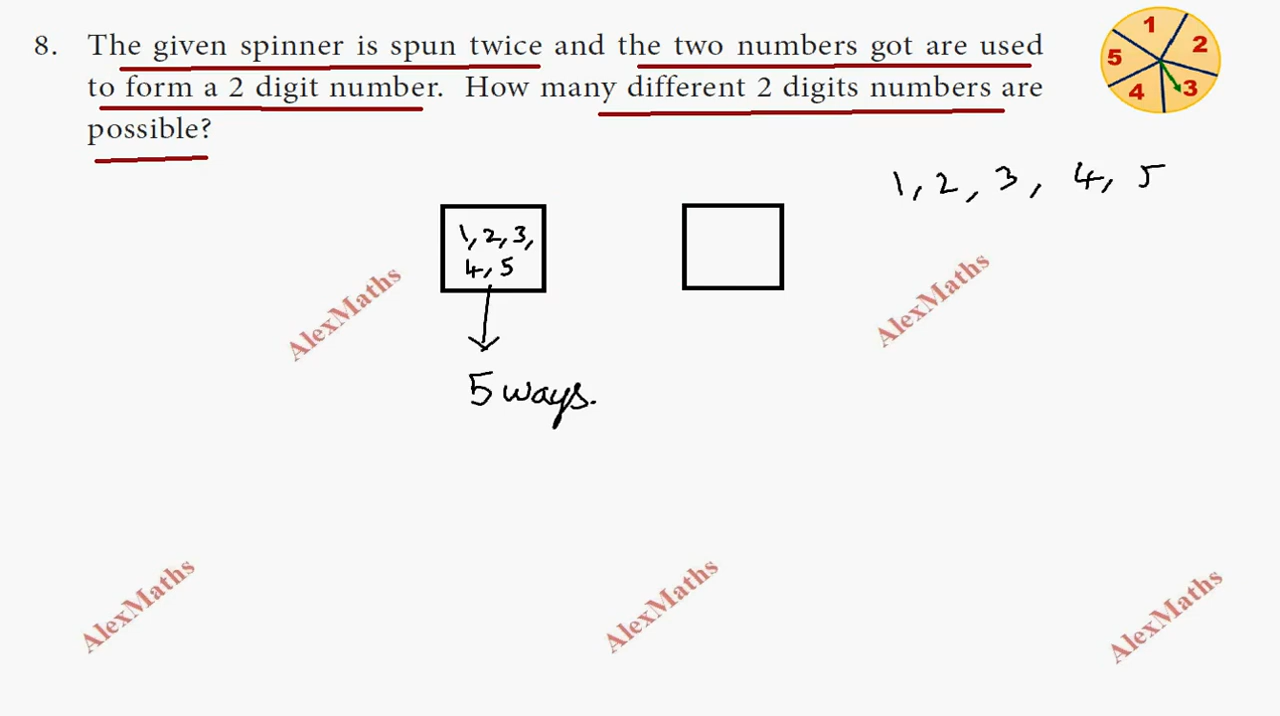 8. The given spinner is spun twice and the two numbers got are used
to form a 2 digit number. How many different 2 digits numbers are
possible?
1
2
3
4
5
1, 2, 3, 4, 5
1, 2, 3,
4, 5
5 ways.
AlexMaths
AlexMaths
AlexMaths
AlexMaths
AlexMaths